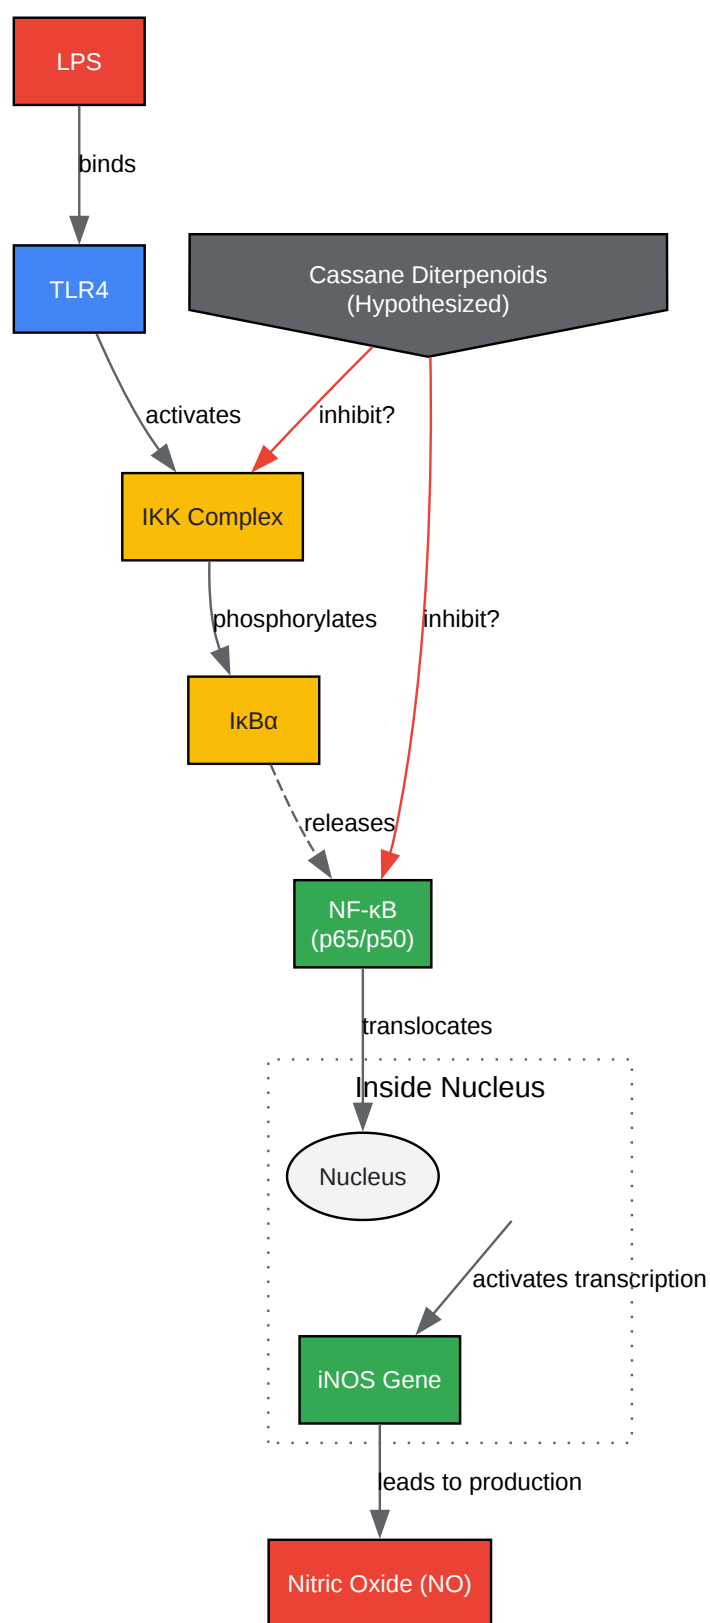 LPS
binds
TLR4
Cassane Diterpenoids
(Hypothesized)
activates
inhibit?
IKK Complex
phosphorylates
inhibit?
IκBα
releases
NF-κB
(p65/p50)
translocates
Inside Nucleus
Nucleus
activates transcription
iNOS Gene
leads to production
Nitric Oxide (NO)